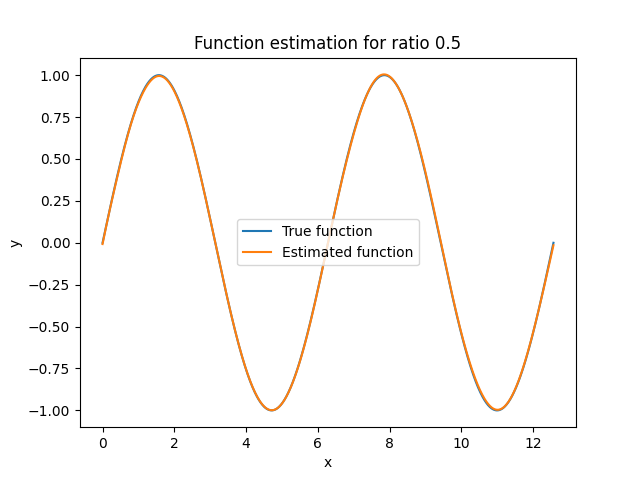 Function estimation for ratio 0.5
1.00
0.75
0.50
0.25
0.00
−0.25
−0.50
−0.75
−1.00
y
True function
Estimated function
0 2 4 6 8 10 12
x